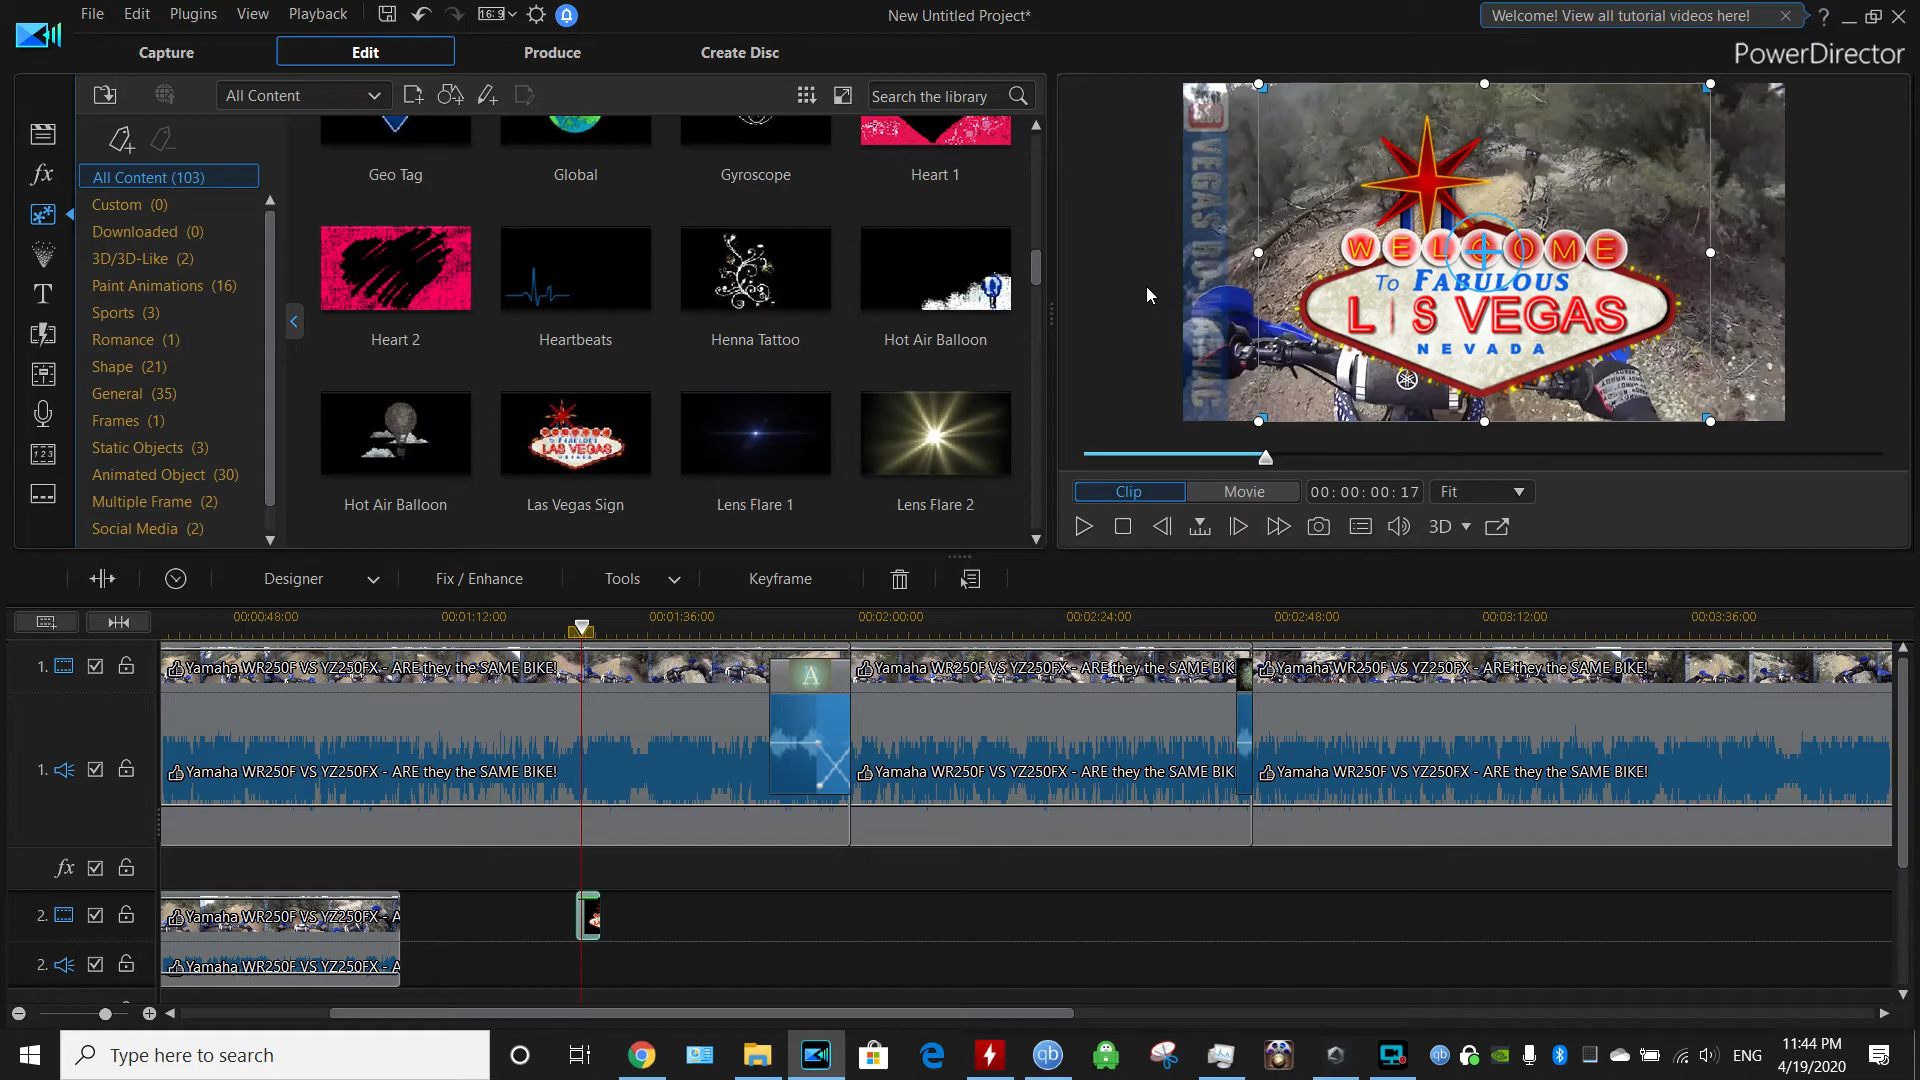 File Edit Plugins View Playback
16:9
New Untitled Project*
Welcome! View all tutorial videos here!
?
Capture Edit Produce Create Disc
PowerDirector
All Content
Search the library
All Content (103)
Custom (0)
Downloaded (0)
3D/3D-Like (2)
Paint Animations (16)
Sports (3)
Romance (1)
Shape (21)
General (35)
Frames (1)
Static Objects (3)
Animated Object (30)
Multiple Frame (2)
Social Media (2)
Geo Tag Global Gyroscope Heart 1
Heart 2 Heartbeats Henna Tattoo Hot Air Balloon
Hot Air Balloon Las Vegas Sign Lens Flare 1 Lens Flare 2
WELCOME
To FABULOUS
L S VEGAS
NEVADA
Clip Movie 00:00:00:17 Fit
3D
Designer Fix / Enhance Tools Keyframe
00:00:48:00 00:01:12:00 00:01:36:00 00:02:00:00 00:02:24:00 00:02:48:00 00:03:12:00 00:03:36:00
1. Yamaha WR250F VS YZ250FX - ARE they the SAME BIKE! A Yamaha WR250F VS YZ250FX - ARE they the SAME BIK Yamaha WR250F VS YZ250FX - ARE they the SAME BIKE!
1. Yamaha WR250F VS YZ250FX - ARE they the SAME BIKE! Yamaha WR250F VS YZ250FX - ARE they the SAME BIK Yamaha WR250F VS YZ250FX - ARE they the SAME BIKE!
fx
2. Yamaha WR250F VS YZ250FX - A
2. Yamaha WR250F VS YZ250FX - A
Type here to search
qb
ENG
11:44 PM
4/19/2020